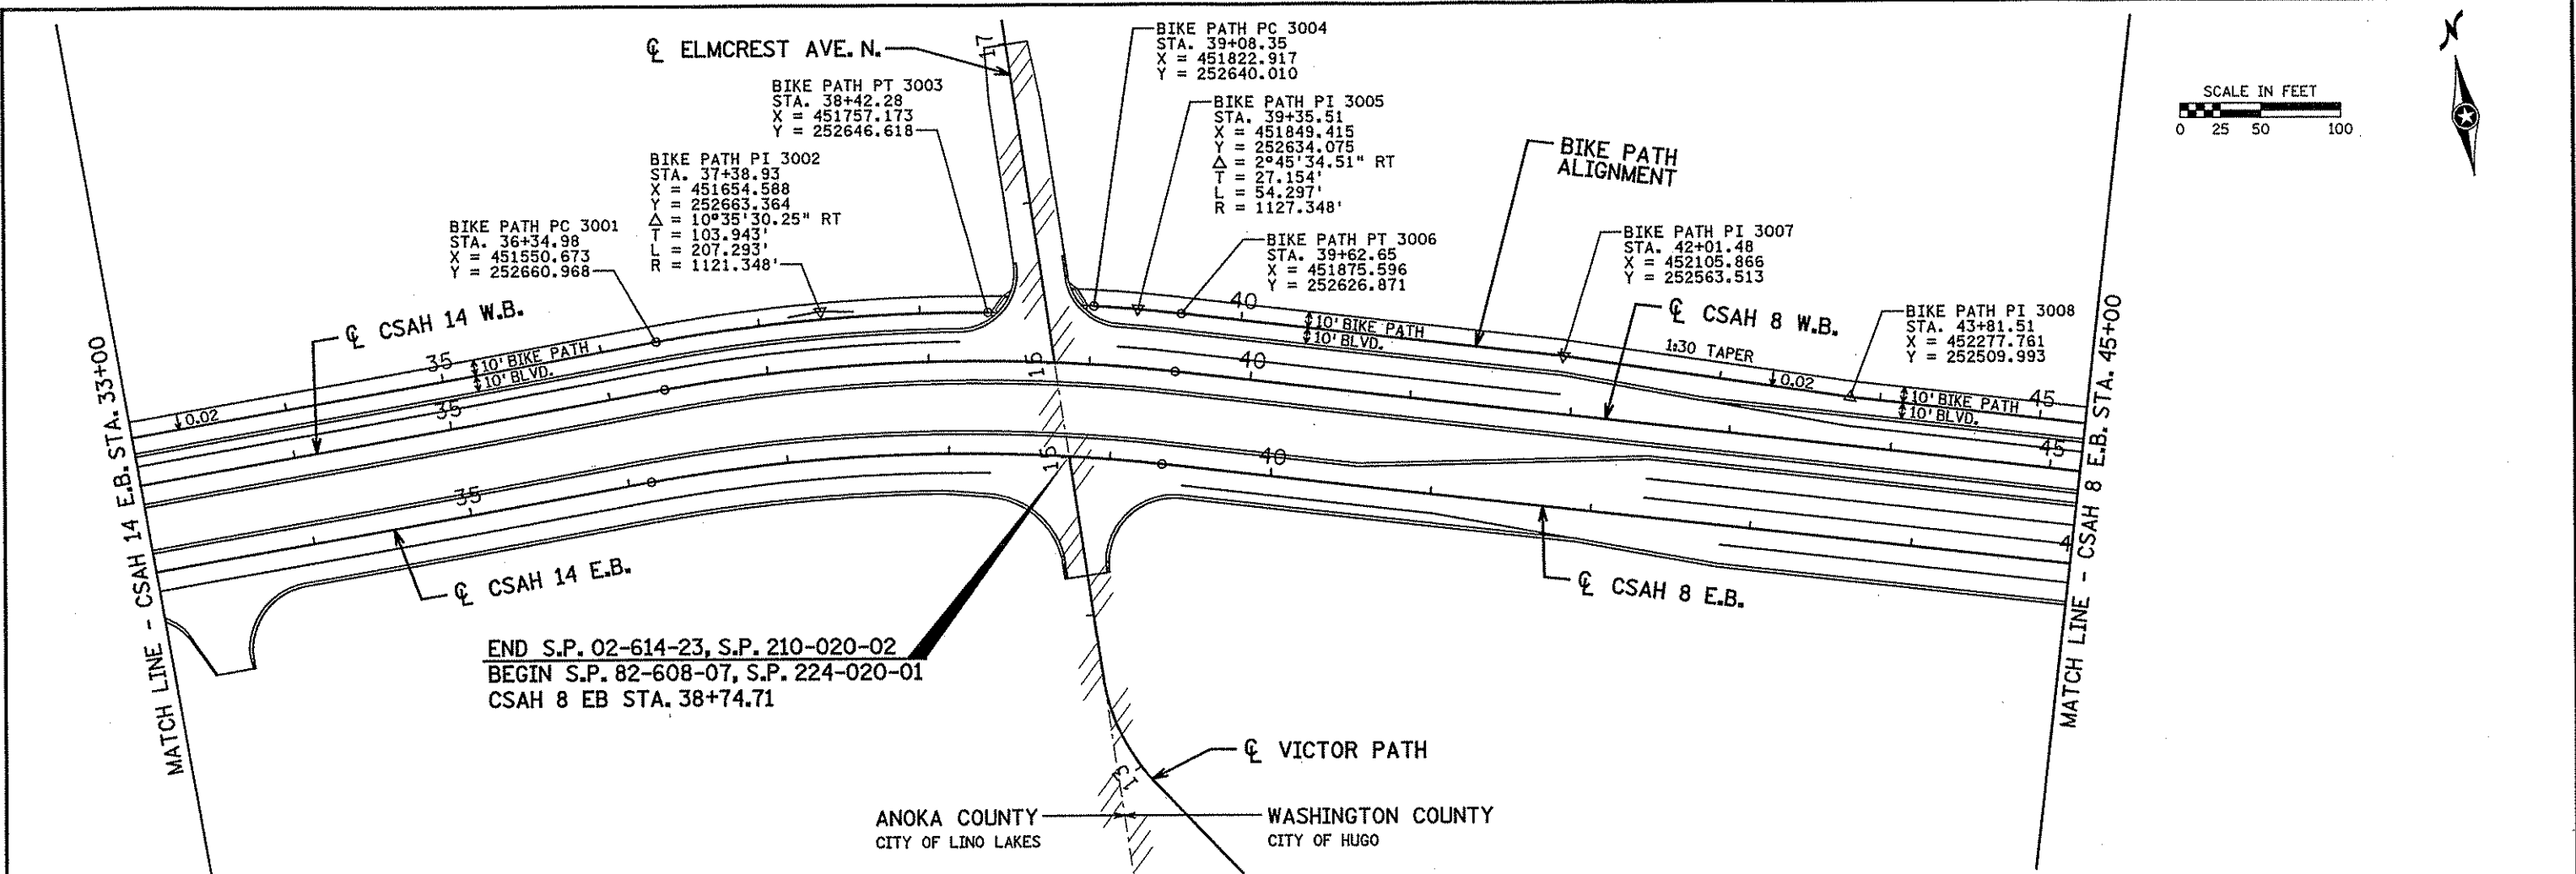 ℄ ELMCREST AVE. N.
17
BIKE PATH PC 3004
STA. 39+08.35
X = 451822.917
Y = 252640.010
BIKE PATH PT 3003
STA. 38+42.28
X = 451757.173
Y = 252646.618
BIKE PATH PI 3005
STA. 39+35.51
X = 451849.415
Y = 252634.075
Δ = 2°45'34.51" RT
T = 27.154'
L = 54.297'
R = 1127.348'
BIKE PATH PI 3002
STA. 37+38.93
X = 451654.588
Y = 252663.364
Δ = 10°35'30.25" RT
T = 103.943'
L = 207.293'
R = 1121.348'
BIKE PATH PC 3001
STA. 36+34.98
X = 451550.673
Y = 252660.968
BIKE PATH PT 3006
STA. 39+62.65
X = 451875.596
Y = 252626.871
BIKE PATH
ALIGNMENT
BIKE PATH PI 3007
STA. 42+01.48
X = 452105.866
Y = 252563.513
BIKE PATH PI 3008
STA. 43+81.51
X = 452277.761
Y = 252509.993
N
SCALE IN FEET
0 25 50 100
℄ CSAH 14 W.B.
℄ CSAH 8 W.B.
1:30 TAPER
35
10' BIKE PATH
10' BLVD.
0.02
35
40
10' BIKE PATH
10' BLVD.
40
0.02
10' BIKE PATH
10' BLVD.
45
45
15
15
35
40
4
℄ CSAH 14 E.B.
℄ CSAH 8 E.B.
MATCH LINE - CSAH 14 E.B. STA. 33+00
MATCH LINE - CSAH 8 E.B. STA. 45+00
END S.P. 02-614-23, S.P. 210-020-02
BEGIN S.P. 82-608-07, S.P. 224-020-01
CSAH 8 EB STA. 38+74.71
℄ VICTOR PATH
13
ANOKA COUNTY
CITY OF LINO LAKES
WASHINGTON COUNTY
CITY OF HUGO